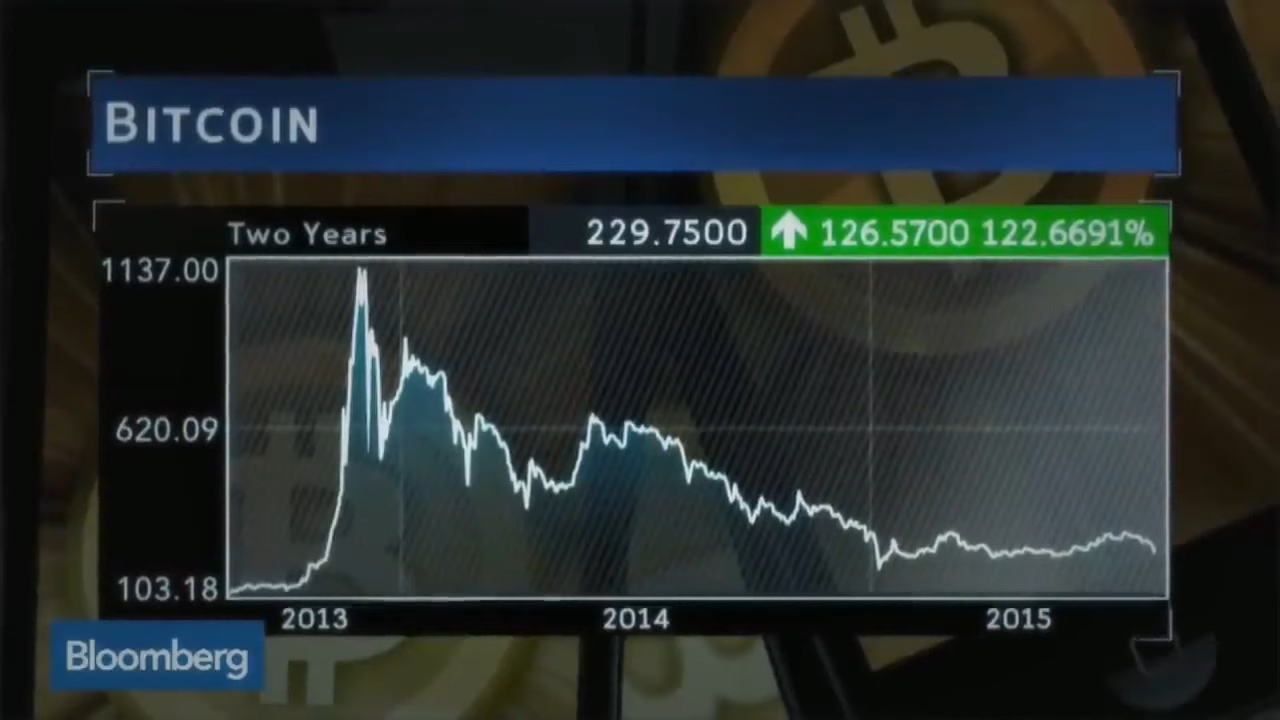 BITCOIN
Two Years 229.7500 126.5700 122.6691%
1137.00
620.09
103.18
2013 2014 2015
Bloomberg